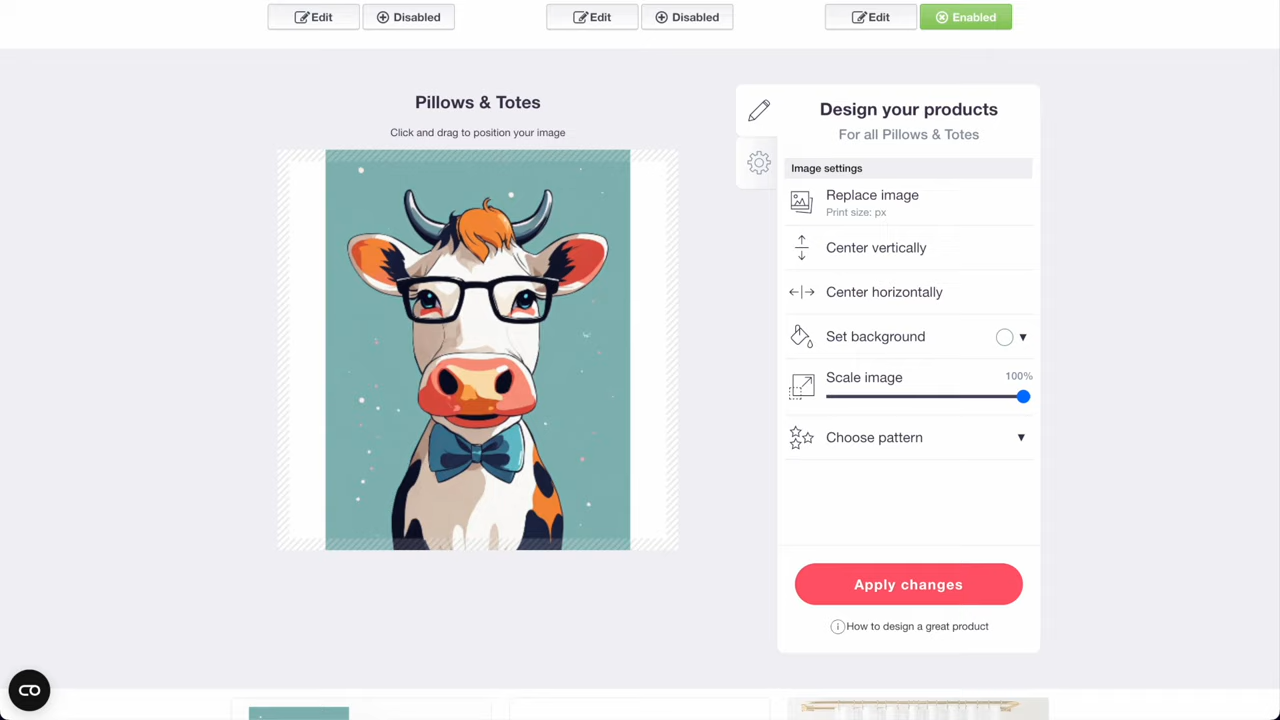 Edit
Disabled
Edit
Disabled
Edit
Enabled
Pillows & Totes
Click and drag to position your image
Design your products
For all Pillows & Totes
Image settings
Replace image
Print size: px
Center vertically
Center horizontally
Set background
Scale image
100%
Choose pattern
Apply changes
How to design a great product